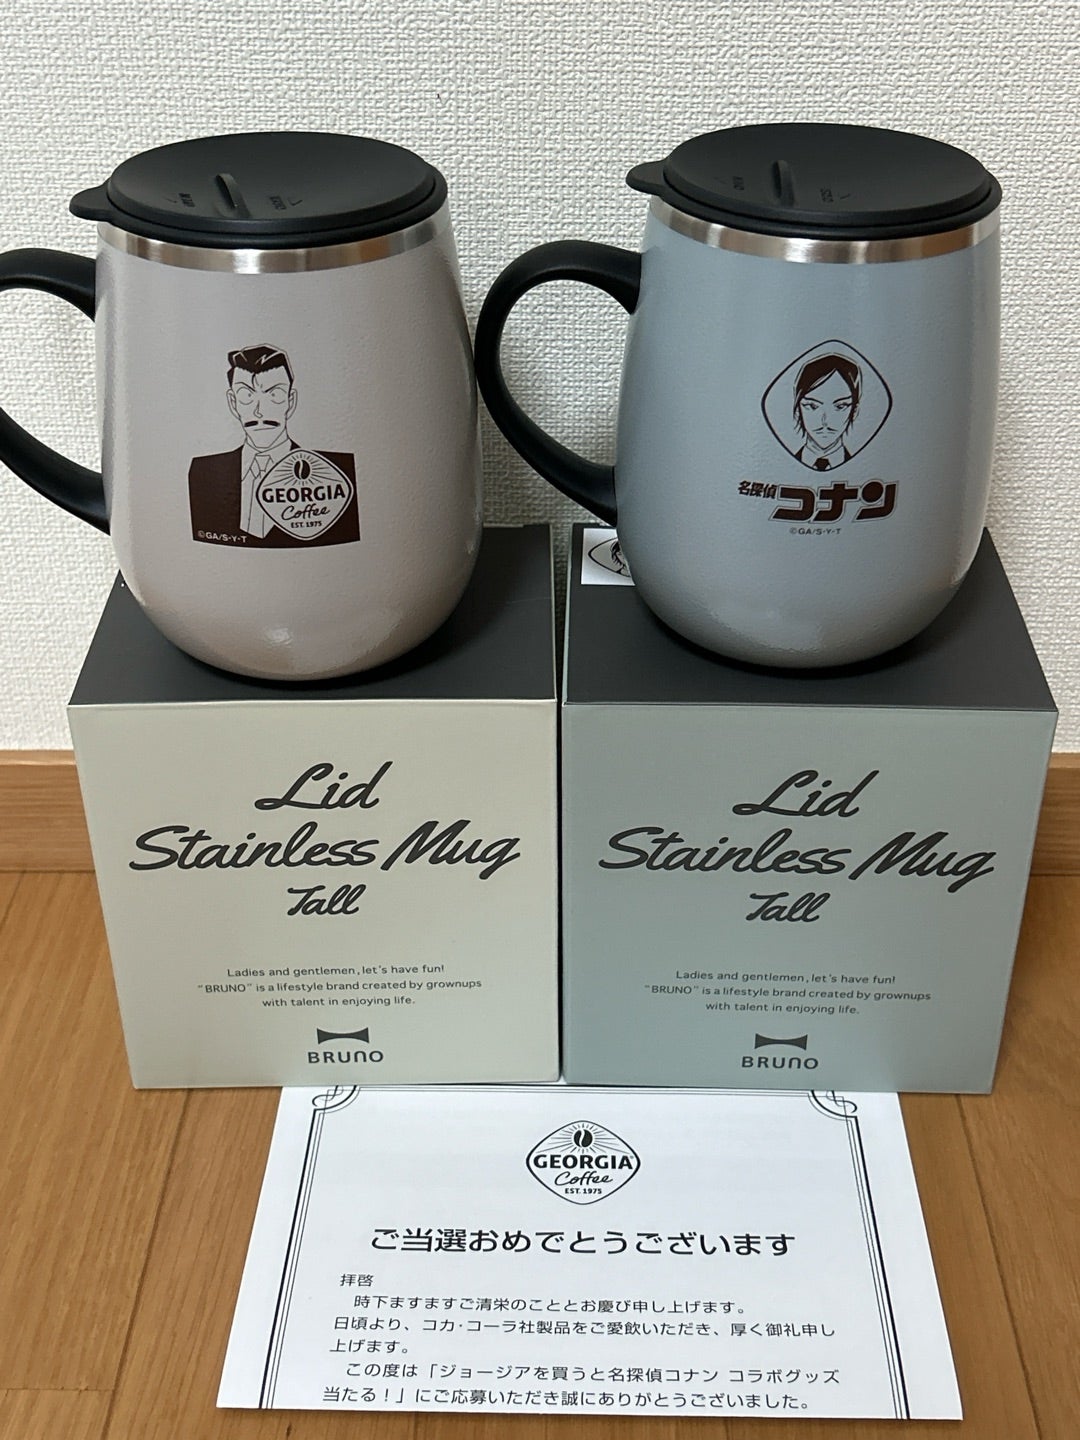 GEORGIA
Coffee
EST. 1975
©GA/S・Y・T
名探偵
コナン
©GA/S・Y・T
Lid
Stainless Mug
Tall
Ladies and gentlemen, let's have fun!
"BRUNO" is a lifestyle brand created by grownups
with talent in enjoying life.
BRUNO
Lid
Stainless Mug
Tall
Ladies and gentlemen, let's have fun!
"BRUNO" is a lifestyle brand created by grownups
with talent in enjoying life.
BRUNO
GEORGIA
Coffee
EST. 1975
ご当選おめでとうございます
拝啓
時下ますますご清栄のこととお慶び申し上げます。
日頃より、コカ・コーラ社製品をご愛飲いただき、厚く御礼申し
上げます。
この度は「ジョージアを買うと名探偵コナン コラボグッズ
当たる！」にご応募いただき誠にありがとうございました。